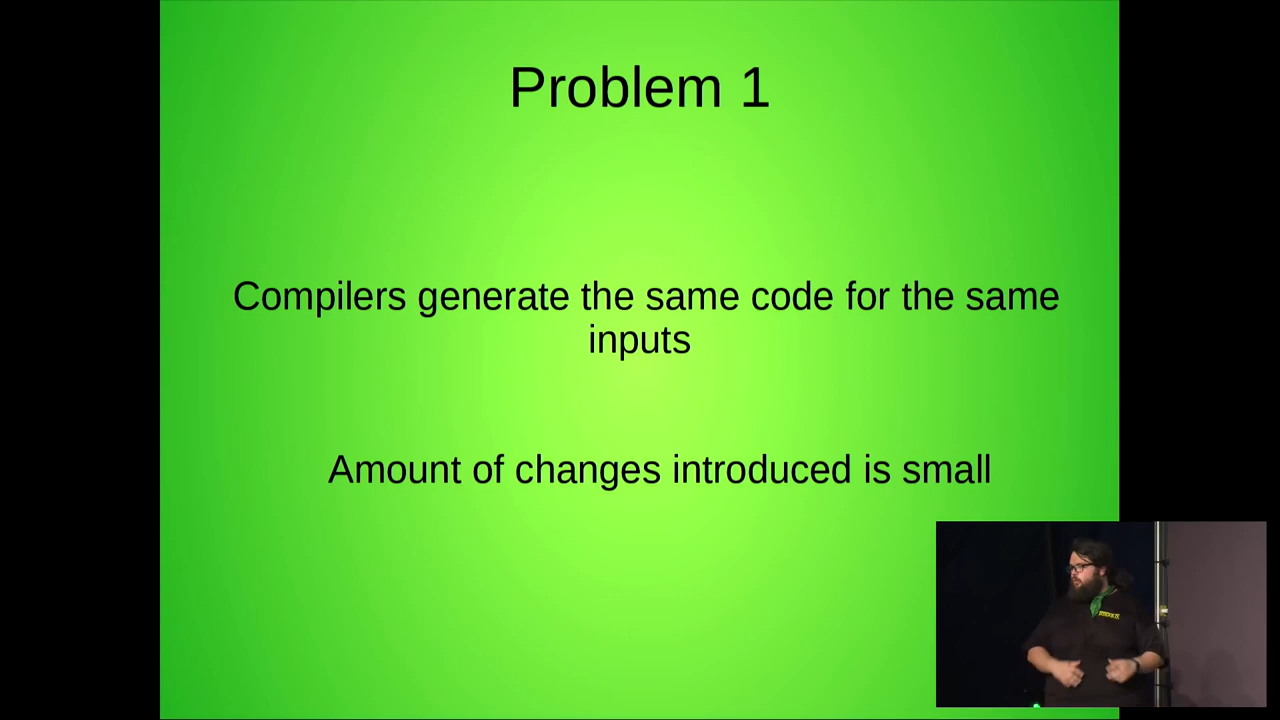 Problem 1
Compilers generate the same code for the same
inputs
Amount of changes introduced is small